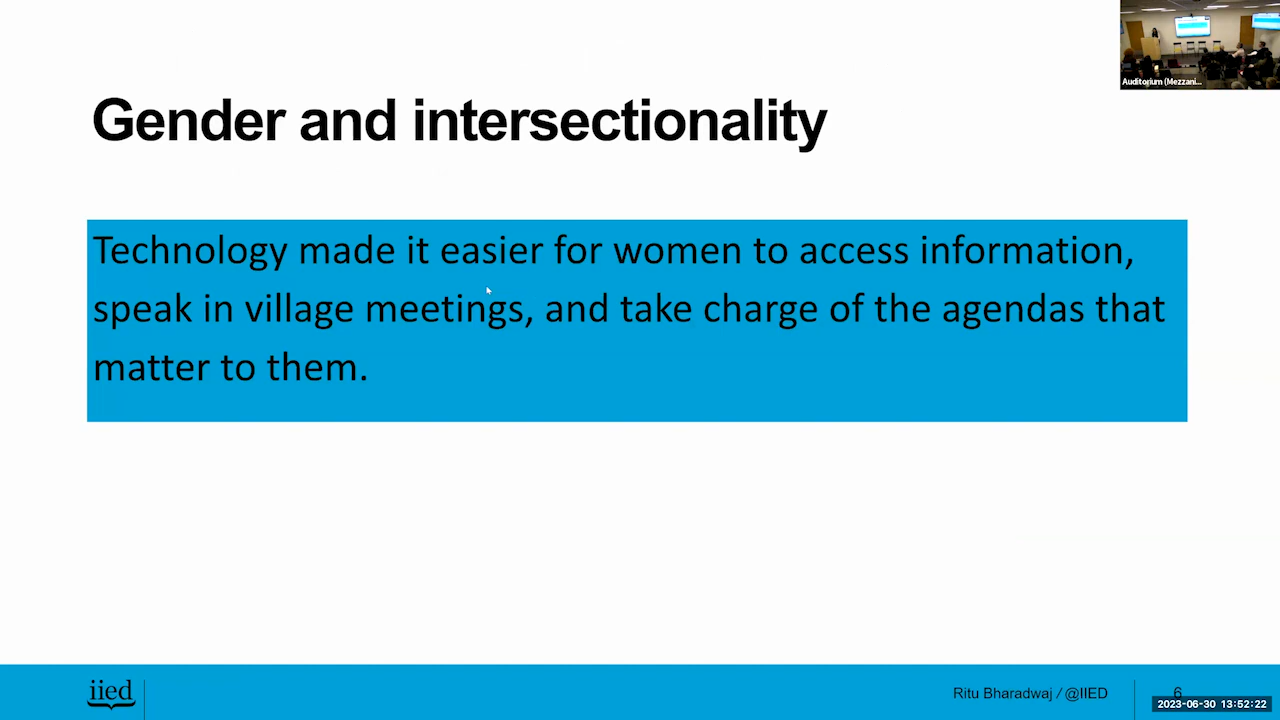 Auditorium (Mezzani...
Gender and intersectionality
Technology made it easier for women to access information,
speak in village meetings, and take charge of the agendas that
matter to them.
iied
Ritu Bharadwaj / @IIED
6
2023-06-30 13:52:22